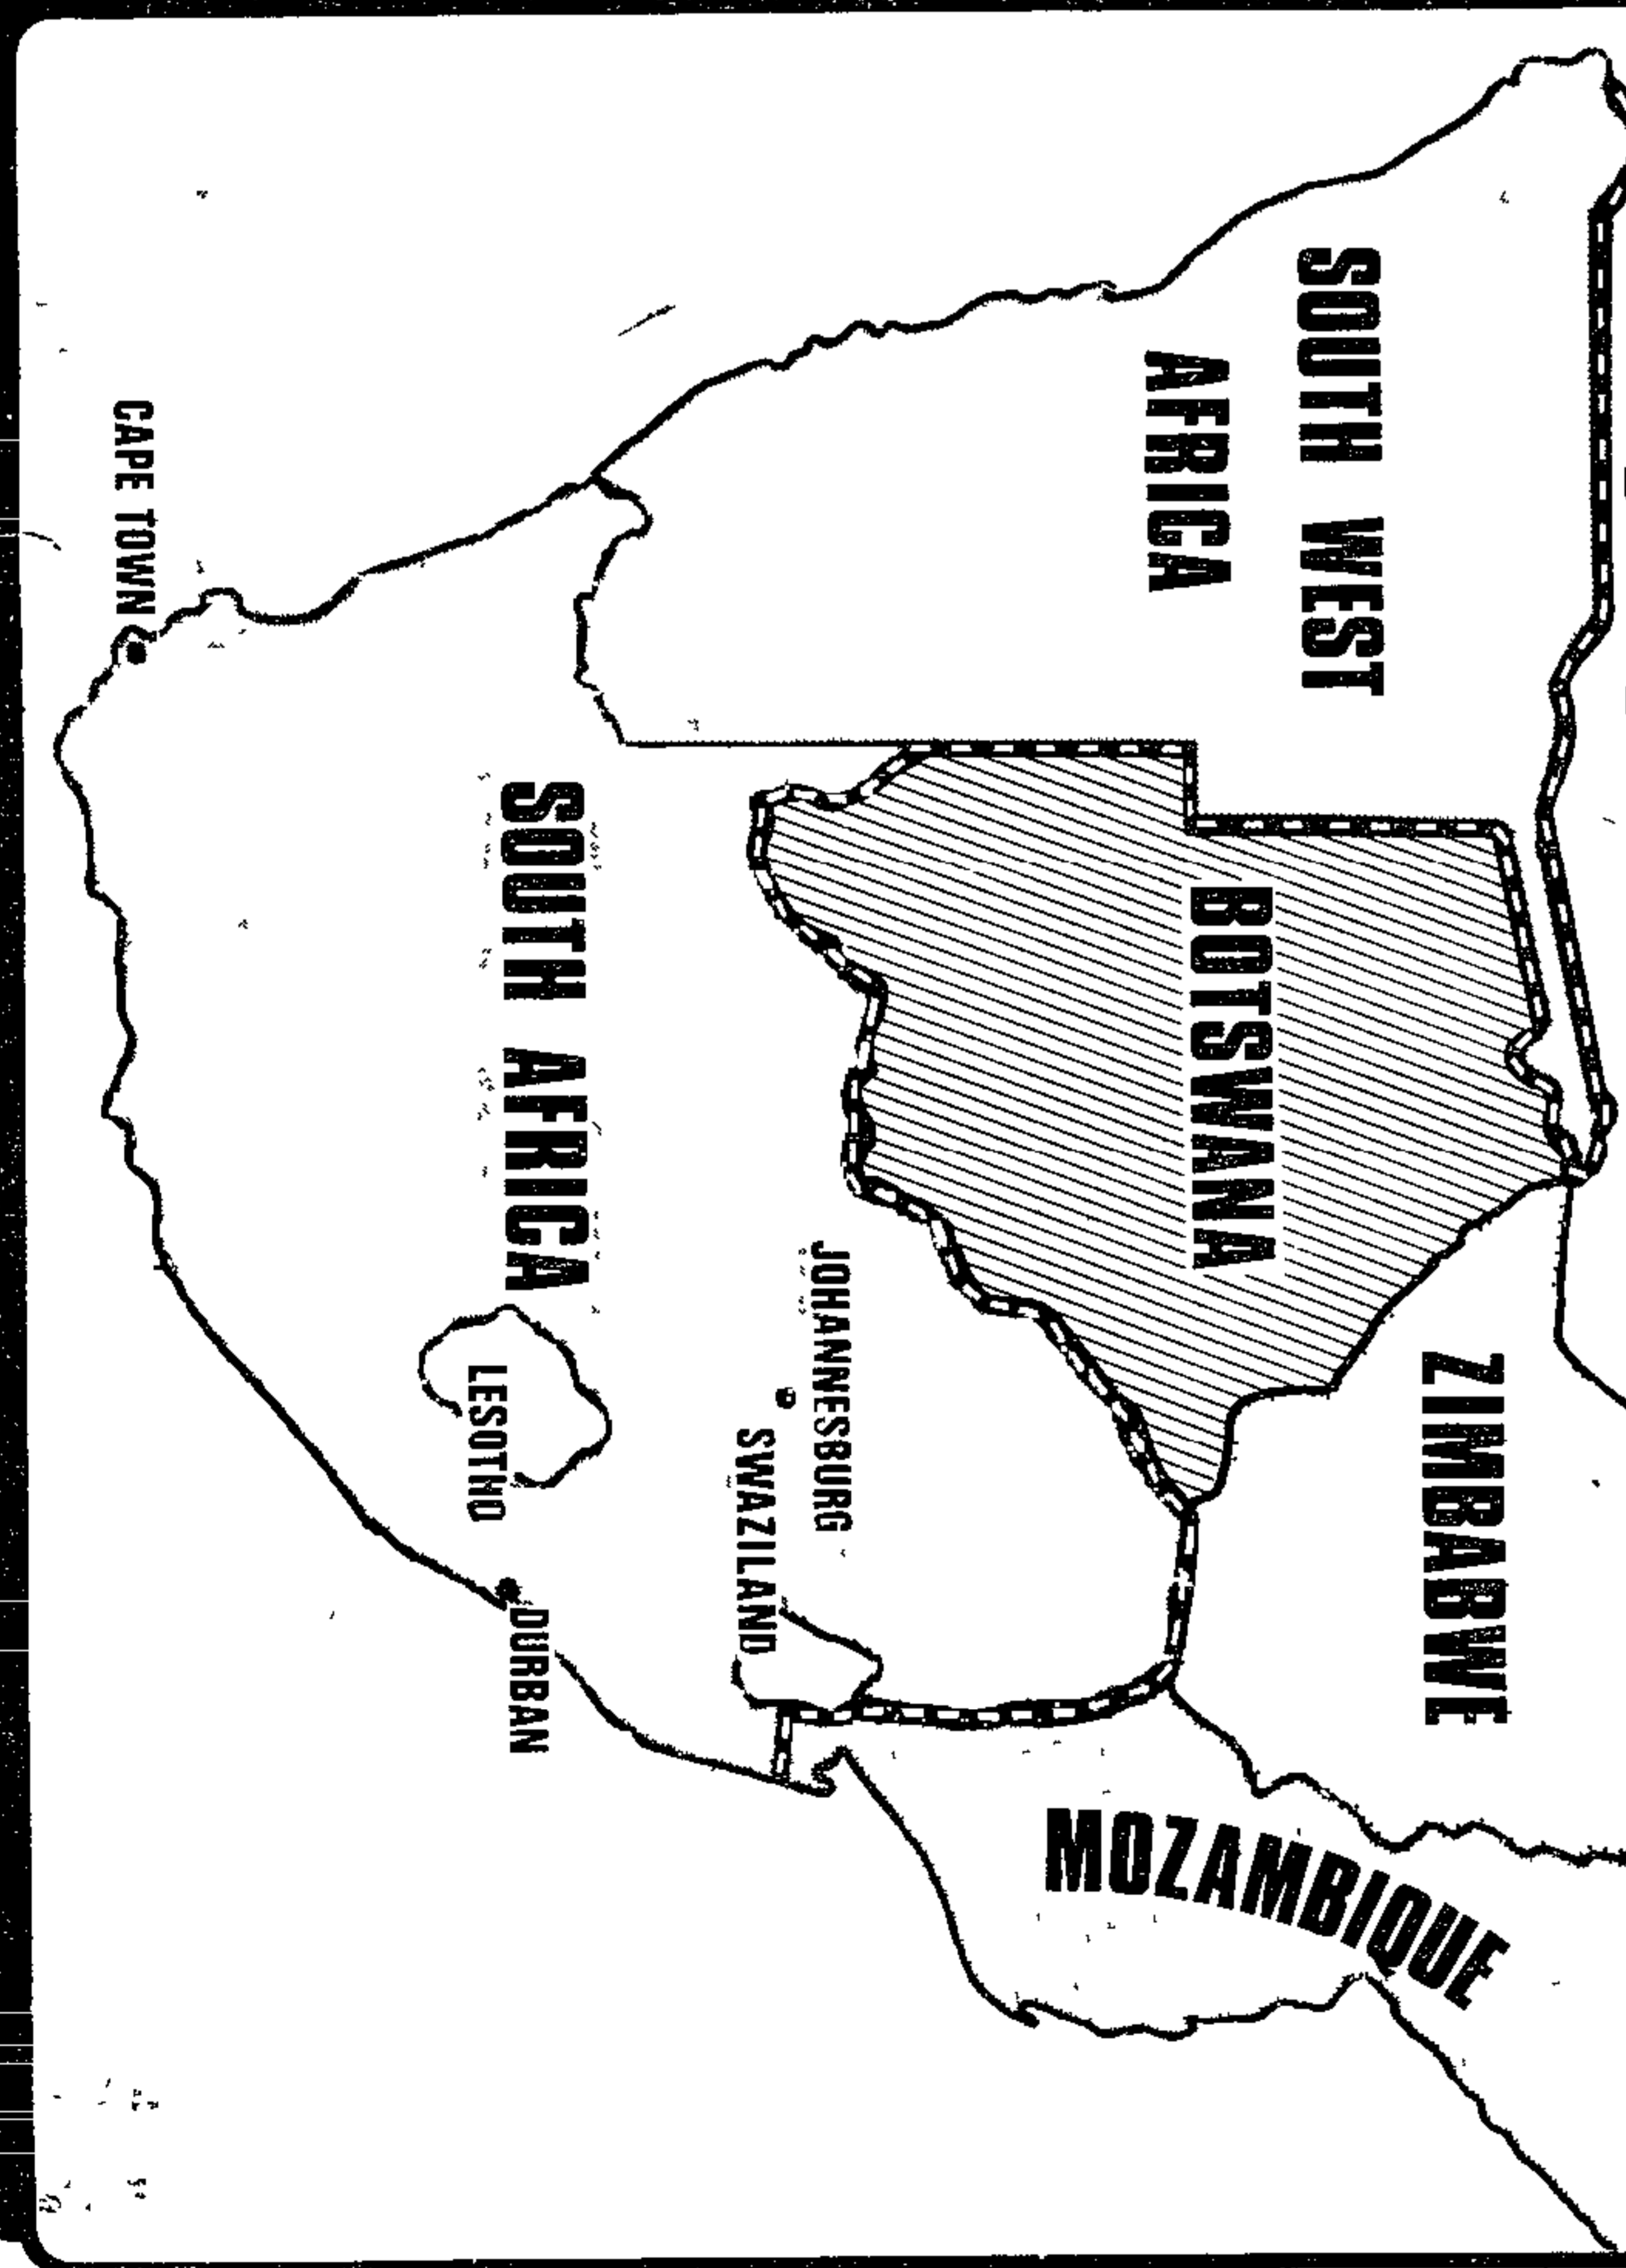 SOUTH WEST
AFRICA
BOTSWANA
ZIMBABWE
MOZAMBIQUE
JOHANNESBURG
SWAZILAND
SOUTH AFRICA
LESOTHO
DURBAN
CAPE TOWN